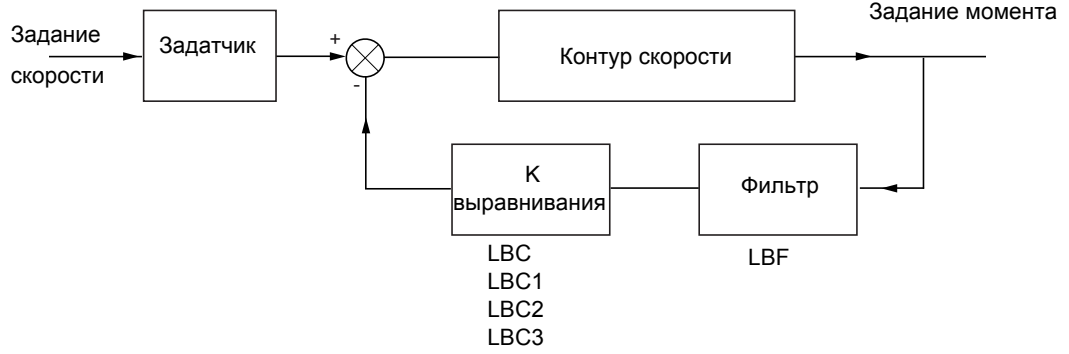 Задание момента
Задание
скорости
Задатчик
+
-
Контур скорости
K
выравнивания
Фильтр
LBC
LBC1
LBC2
LBC3
LBF